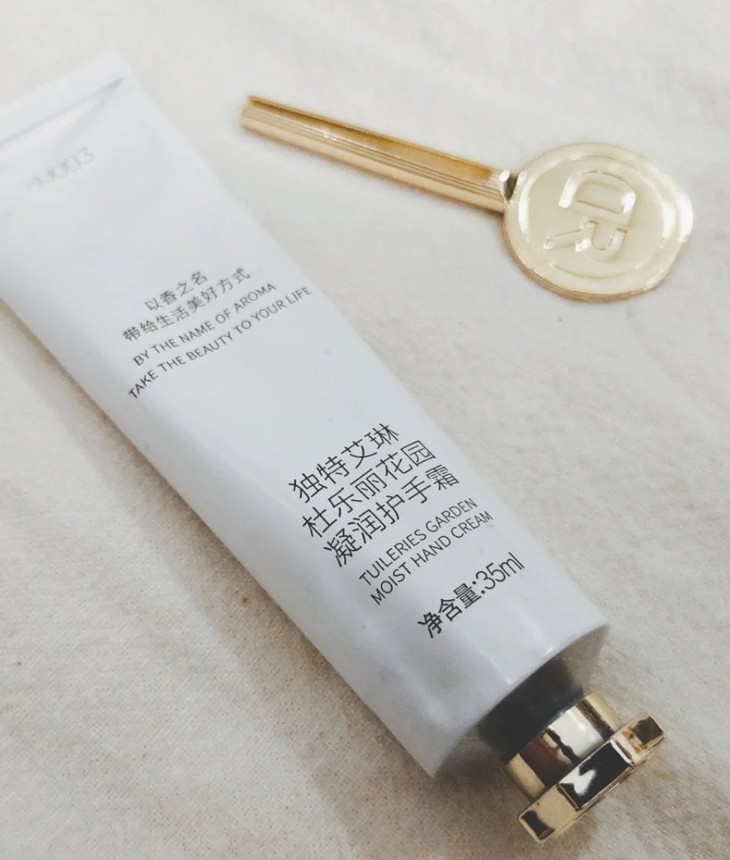 以香之名
带给生活美好方式
BY THE NAME OF AROMA
TAKE THE BEAUTY TO YOUR LIFE
独特艾琳
杜乐丽花园
凝润护手霜
TUILERIES GARDEN
MOIST HAND CREAM
净含量:35ml
DR